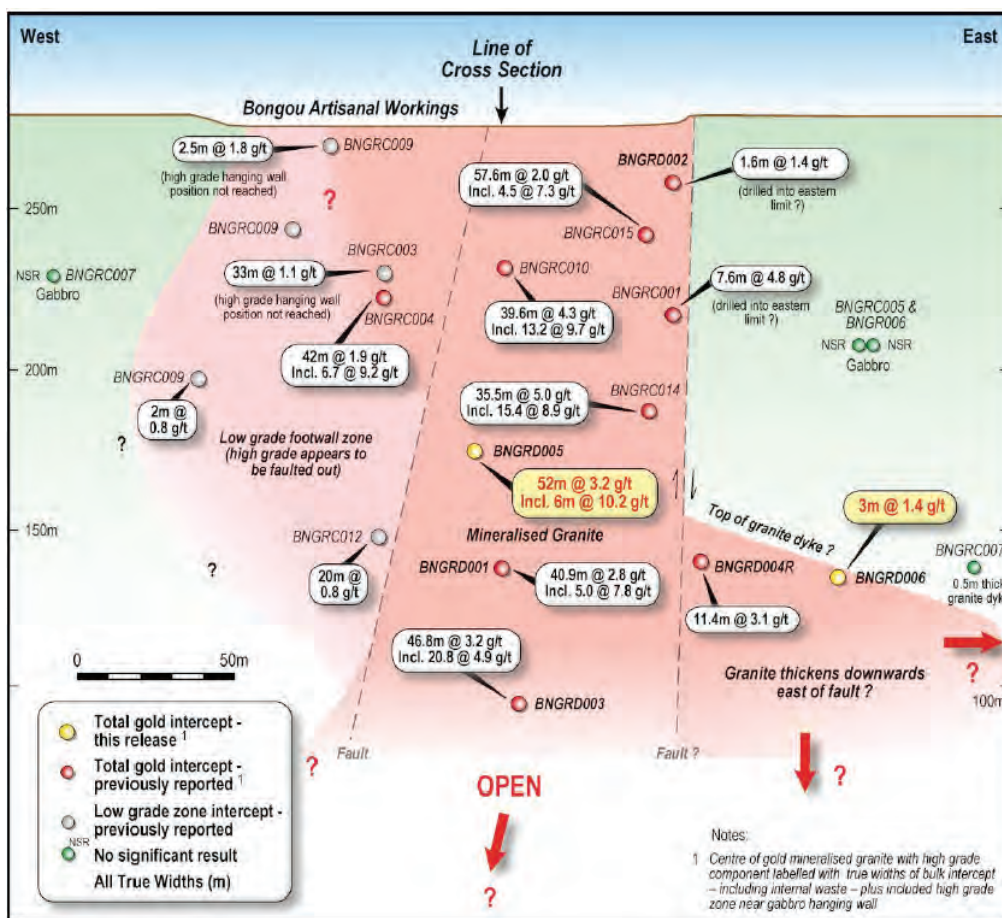 West
East
Line of
Cross Section
Bongou Artisanal Workings
2.5m @ 1.8 g/t
BNGRC009
(high grade hanging wall
position not reached)
?
BNGRD002
1.6m @ 1.4 g/t
(drilled into eastern
limit ?)
57.6m @ 2.0 g/t
Incl. 4.5 @ 7.3 g/t
250m
BNGRC009
BNGRC015
BNGRC003
NSR BNGRC007
Gabbro
33m @ 1.1 g/t
(high grade hanging wall
position not reached)
BNGRC010
BNGRC001
7.6m @ 4.8 g/t
(drilled into eastern
limit ?)
BNGRC004
39.6m @ 4.3 g/t
Incl. 13.2 @ 9.7 g/t
BNGRC005 &
BNGR006
NSR NSR
Gabbro
42m @ 1.9 g/t
Incl. 6.7 @ 9.2 g/t
200m
BNGRC009
2m @
0.8 g/t
35.5m @ 5.0 g/t
Incl. 15.4 @ 8.9 g/t
BNGRC014
?
Low grade footwall zone
(high grade appears to
be faulted out)
BNGRD005
52m @ 3.2 g/t
Incl. 6m @ 10.2 g/t
3m @ 1.4 g/t
150m
Top of granite dyke ?
Mineralised Granite
BNGRC012
?
20m @
0.8 g/t
BNGRD001
40.9m @ 2.8 g/t
Incl. 5.0 @ 7.8 g/t
BNGRD004R
11.4m @ 3.1 g/t
BNGRD006
BNGRC007
0.5m thick
granite dyk
46.8m @ 3.2 g/t
Incl. 20.8 @ 4.9 g/t
BNGRD003
Granite thickens downwards
east of fault ?
?
100m
0 50m
Total gold intercept -
this release 1
Total gold intercept -
previously reported 1
Low grade zone intercept -
previously reported
NSR
No significant result
All True Widths (m)
?
Fault
Fault ?
OPEN
?
?
Notes:
1 Centre of gold mineralised granite with high grade
component labelled with true widths of bulk intercept
– including internal waste – plus included high grade
zone near gabbro hanging wall